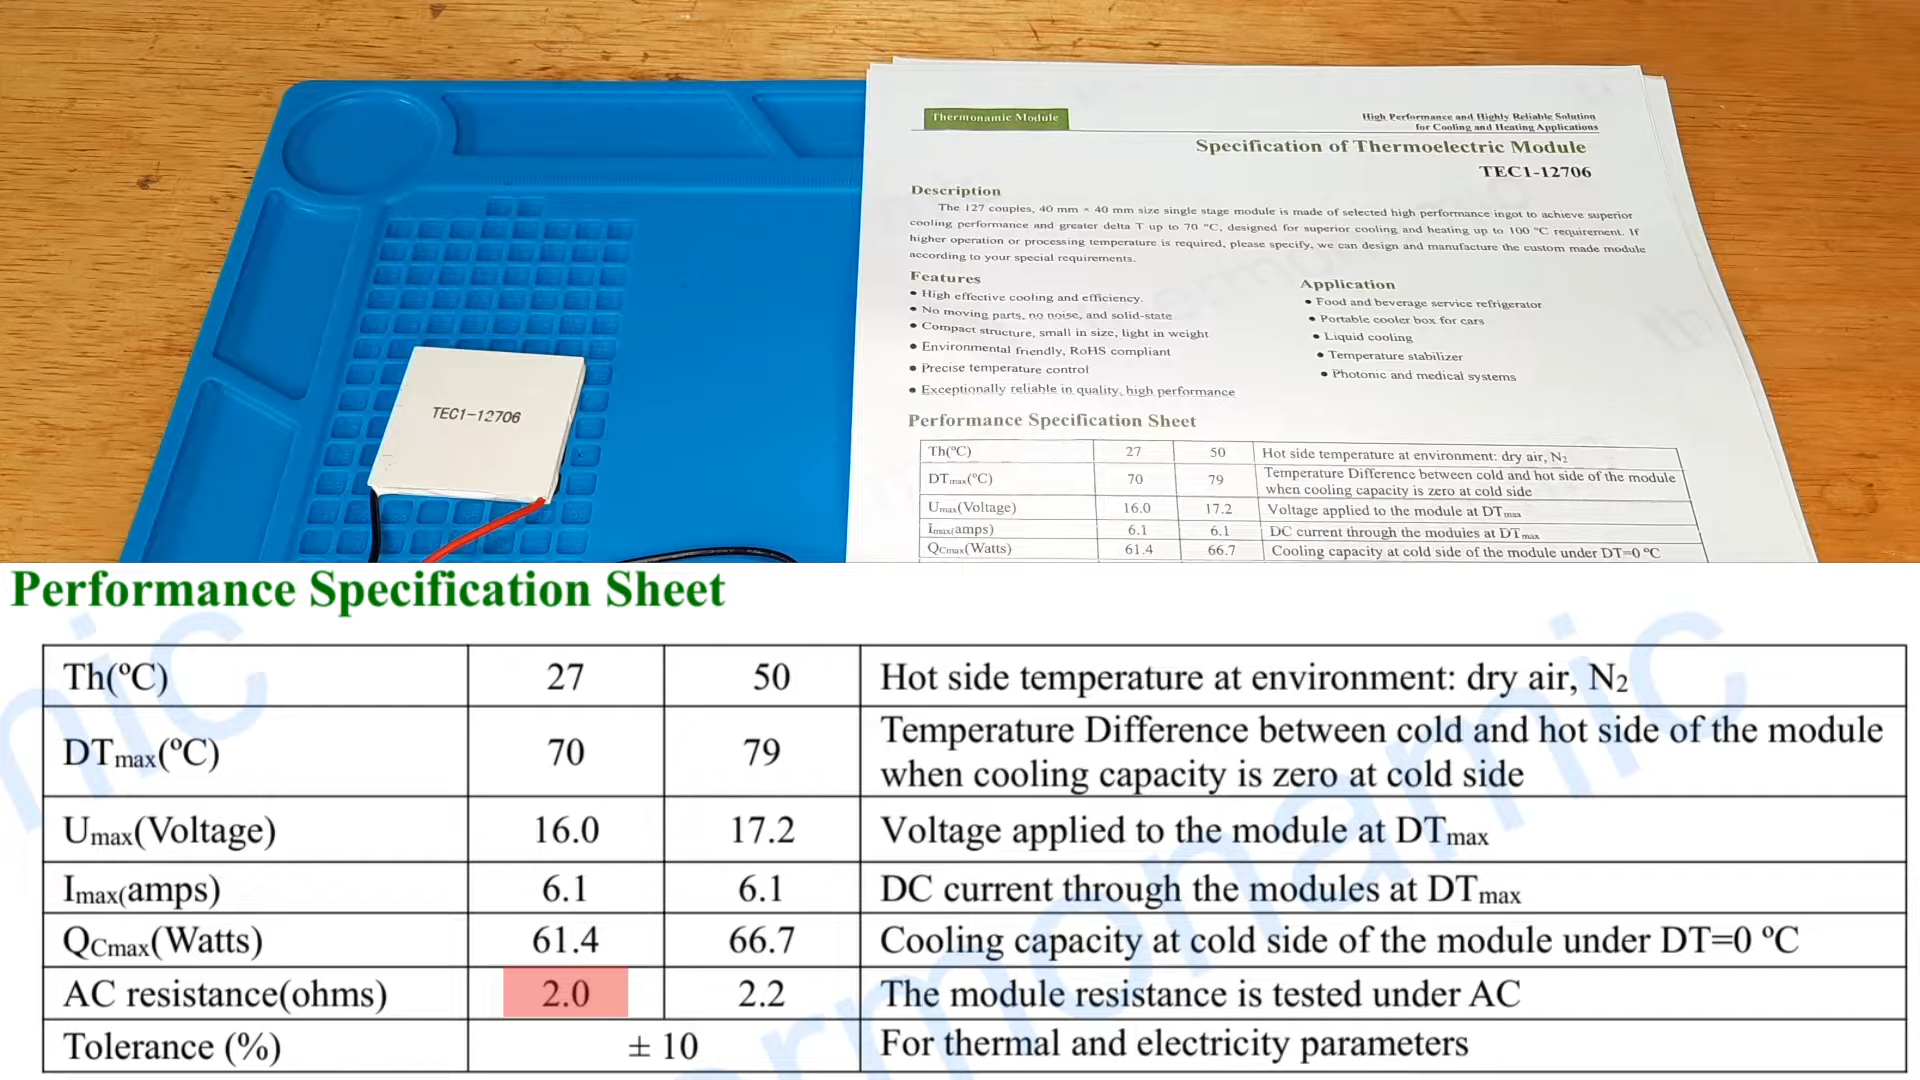 Thermonamic Module
High Performance and Highly Reliable Solution
for Cooling and Heating Applications
Specification of Thermoelectric Module
TEC1-12706
Description
The 127 couples, 40 mm × 40 mm size single stage module is made of selected high performance ingot to achieve superior
cooling performance and greater delta T up to 70 °C, designed for superior cooling and heating up to 100 °C requirement. If
higher operation or processing temperature is required, please specify, we can design and manufacture the custom made module
according to your special requirements.
Features
• High effective cooling and efficiency.
• No moving parts, no noise, and solid-state
• Compact structure, small in size, light in weight
• Environmental friendly, RoHS compliant
• Precise temperature control
• Exceptionally reliable in quality, high performance
Application
• Food and beverage service refrigerator
• Portable cooler box for cars
• Liquid cooling
• Temperature stabilizer
• Photonic and medical systems
TEC1-12706
Performance Specification Sheet
Th(ºC) 27 50 Hot side temperature at environment: dry air, N2
DTmax(ºC) 70 79 Temperature Difference between cold and hot side of the module
when cooling capacity is zero at cold side
Umax(Voltage) 16.0 17.2 Voltage applied to the module at DTmax
Imax(amps) 6.1 6.1 DC current through the modules at DTmax
QCmax(Watts) 61.4 66.7 Cooling capacity at cold side of the module under DT=0 ºC
Performance Specification Sheet
Th(ºC) 27 50 Hot side temperature at environment: dry air, N2
DTmax(ºC) 70 79 Temperature Difference between cold and hot side of the module
when cooling capacity is zero at cold side
Umax(Voltage) 16.0 17.2 Voltage applied to the module at DTmax
Imax(amps) 6.1 6.1 DC current through the modules at DTmax
QCmax(Watts) 61.4 66.7 Cooling capacity at cold side of the module under DT=0 ºC
AC resistance(ohms) 2.0 2.2 The module resistance is tested under AC
Tolerance (%) ± 10 For thermal and electricity parameters